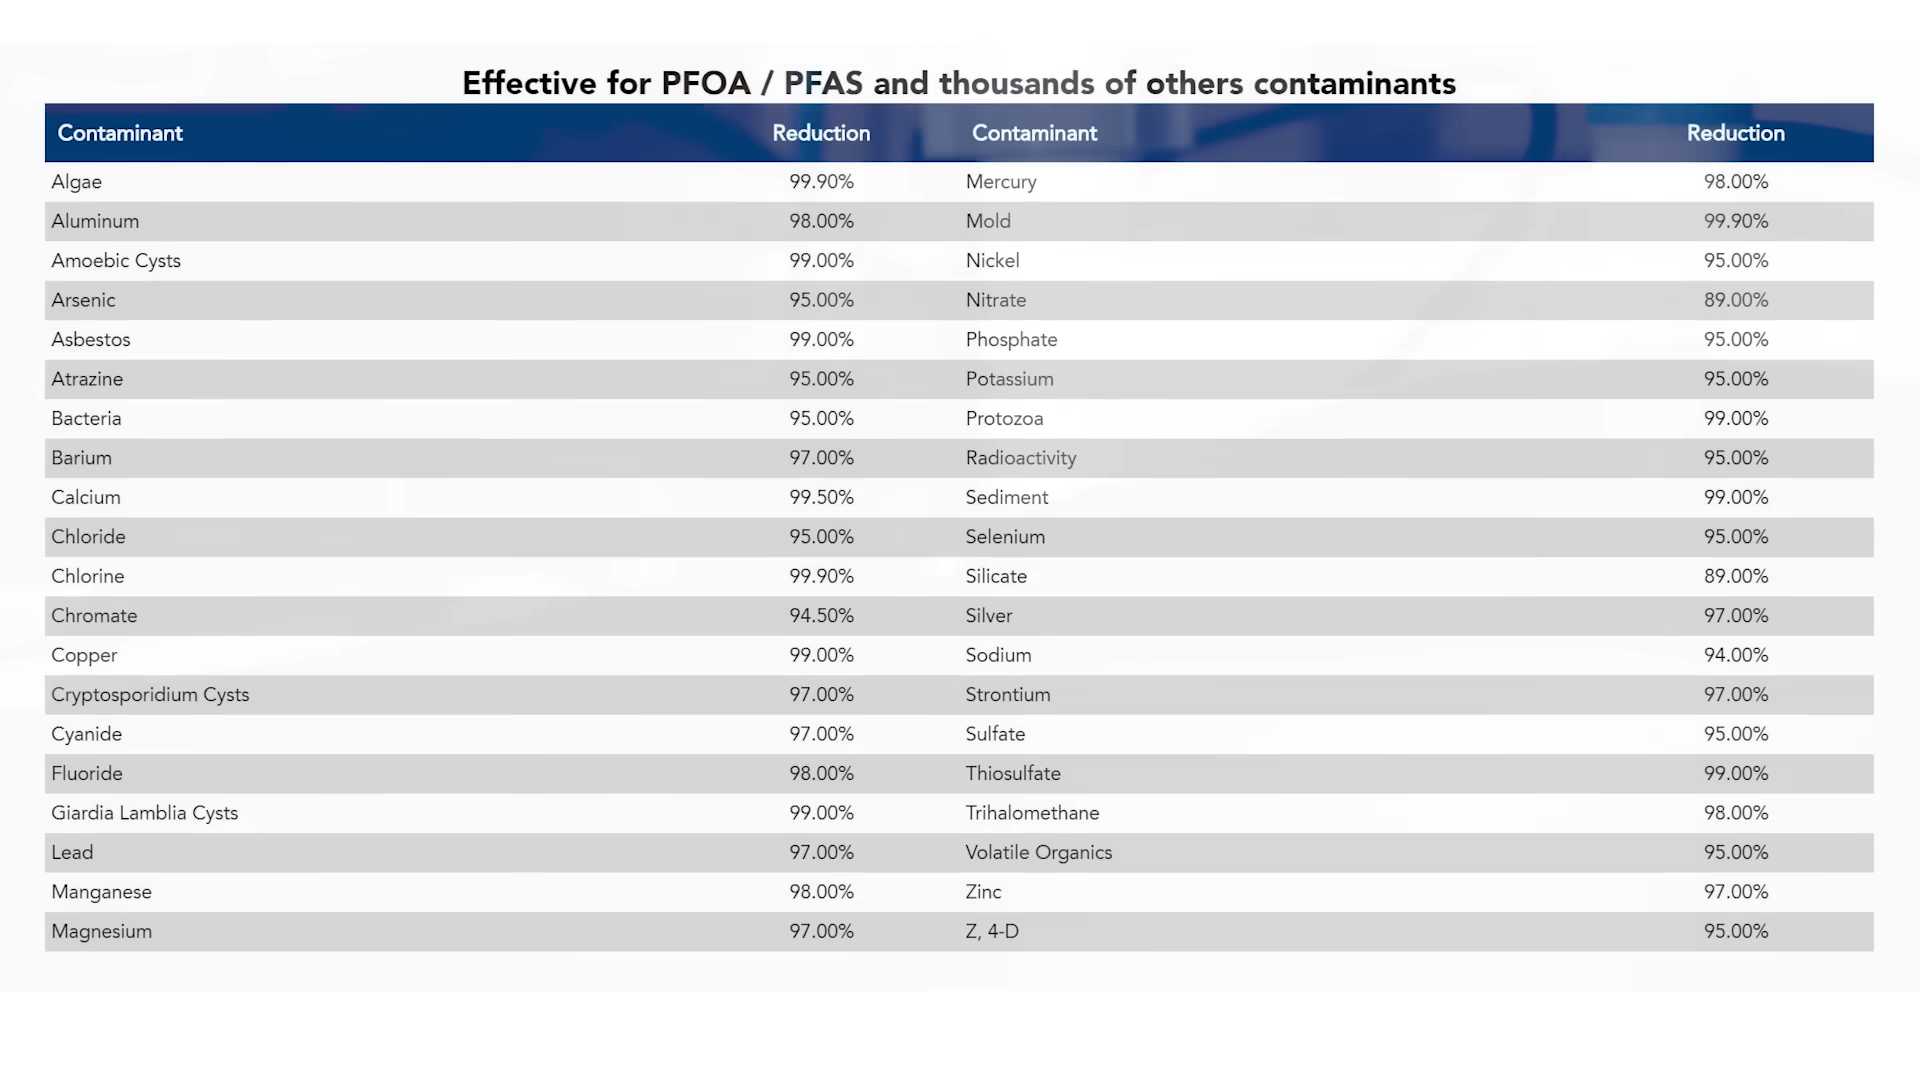 Effective for PFOA / PFAS and thousands of others contaminants
Contaminant Reduction Contaminant Reduction
Algae 99.90% Mercury 98.00%
Aluminum 98.00% Mold 99.90%
Amoebic Cysts 99.00% Nickel 95.00%
Arsenic 95.00% Nitrate 89.00%
Asbestos 99.00% Phosphate 95.00%
Atrazine 95.00% Potassium 95.00%
Bacteria 95.00% Protozoa 99.00%
Barium 97.00% Radioactivity 95.00%
Calcium 99.50% Sediment 99.00%
Chloride 95.00% Selenium 95.00%
Chlorine 99.90% Silicate 89.00%
Chromate 94.50% Silver 97.00%
Copper 99.00% Sodium 94.00%
Cryptosporidium Cysts 97.00% Strontium 97.00%
Cyanide 97.00% Sulfate 95.00%
Fluoride 98.00% Thiosulfate 99.00%
Giardia Lamblia Cysts 99.00% Trihalomethane 98.00%
Lead 97.00% Volatile Organics 95.00%
Manganese 98.00% Zinc 97.00%
Magnesium 97.00% Z, 4-D 95.00%